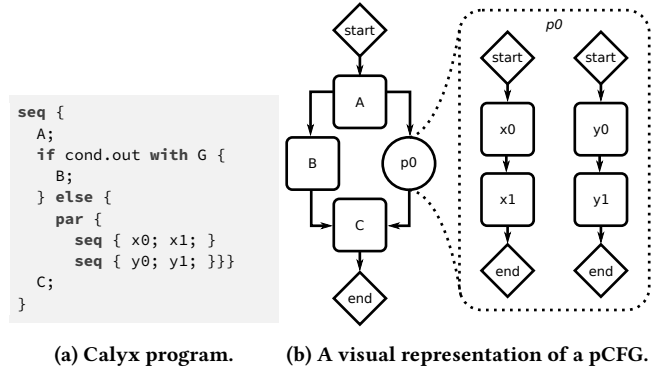 seq {
A;
if cond.out with G {
B;
} else {
par {
seq { x0; x1; }
seq { y0; y1; }}}
C;
}
(a) Calyx program.
start
A
B
p0
C
end
p0
start
start
x0
y0
x1
y1
end
end
(b) A visual representation of a pCFG.